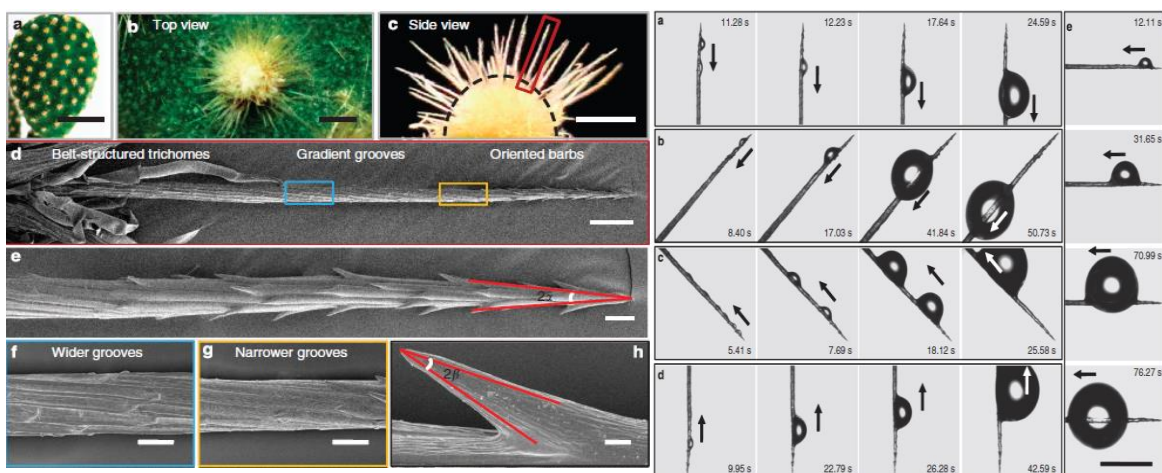 a
b Top view
c Side view
d Belt-structured trichomes Gradient grooves Oriented barbs
e 2α
f Wider grooves
g Narrower grooves
h 2β
a 11.28 s 12.23 s 17.64 s 24.59 s
b 8.40 s 17.03 s 41.84 s 50.73 s
c 5.41 s 7.69 s 18.12 s 25.58 s
d 9.95 s 22.79 s 26.28 s 42.59 s
e 12.11 s
31.65 s
70.99 s
76.27 s